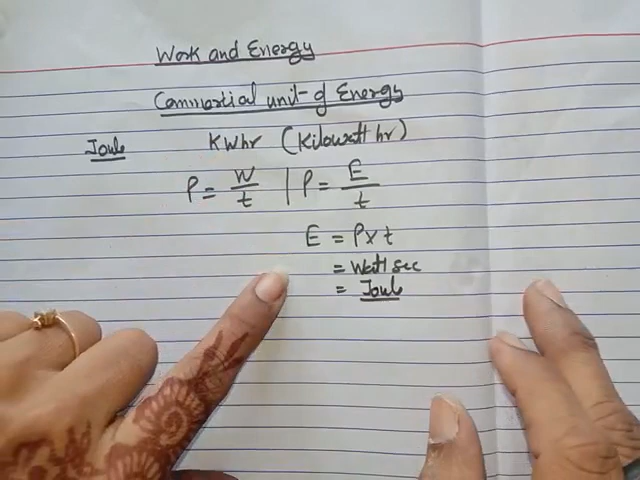 Work and Energy
Commertial unit of Energy
Joule KWhr (Kilowatt hr)
P = W/t | P = E/t
E = P x t
= Watt sec
= Joule